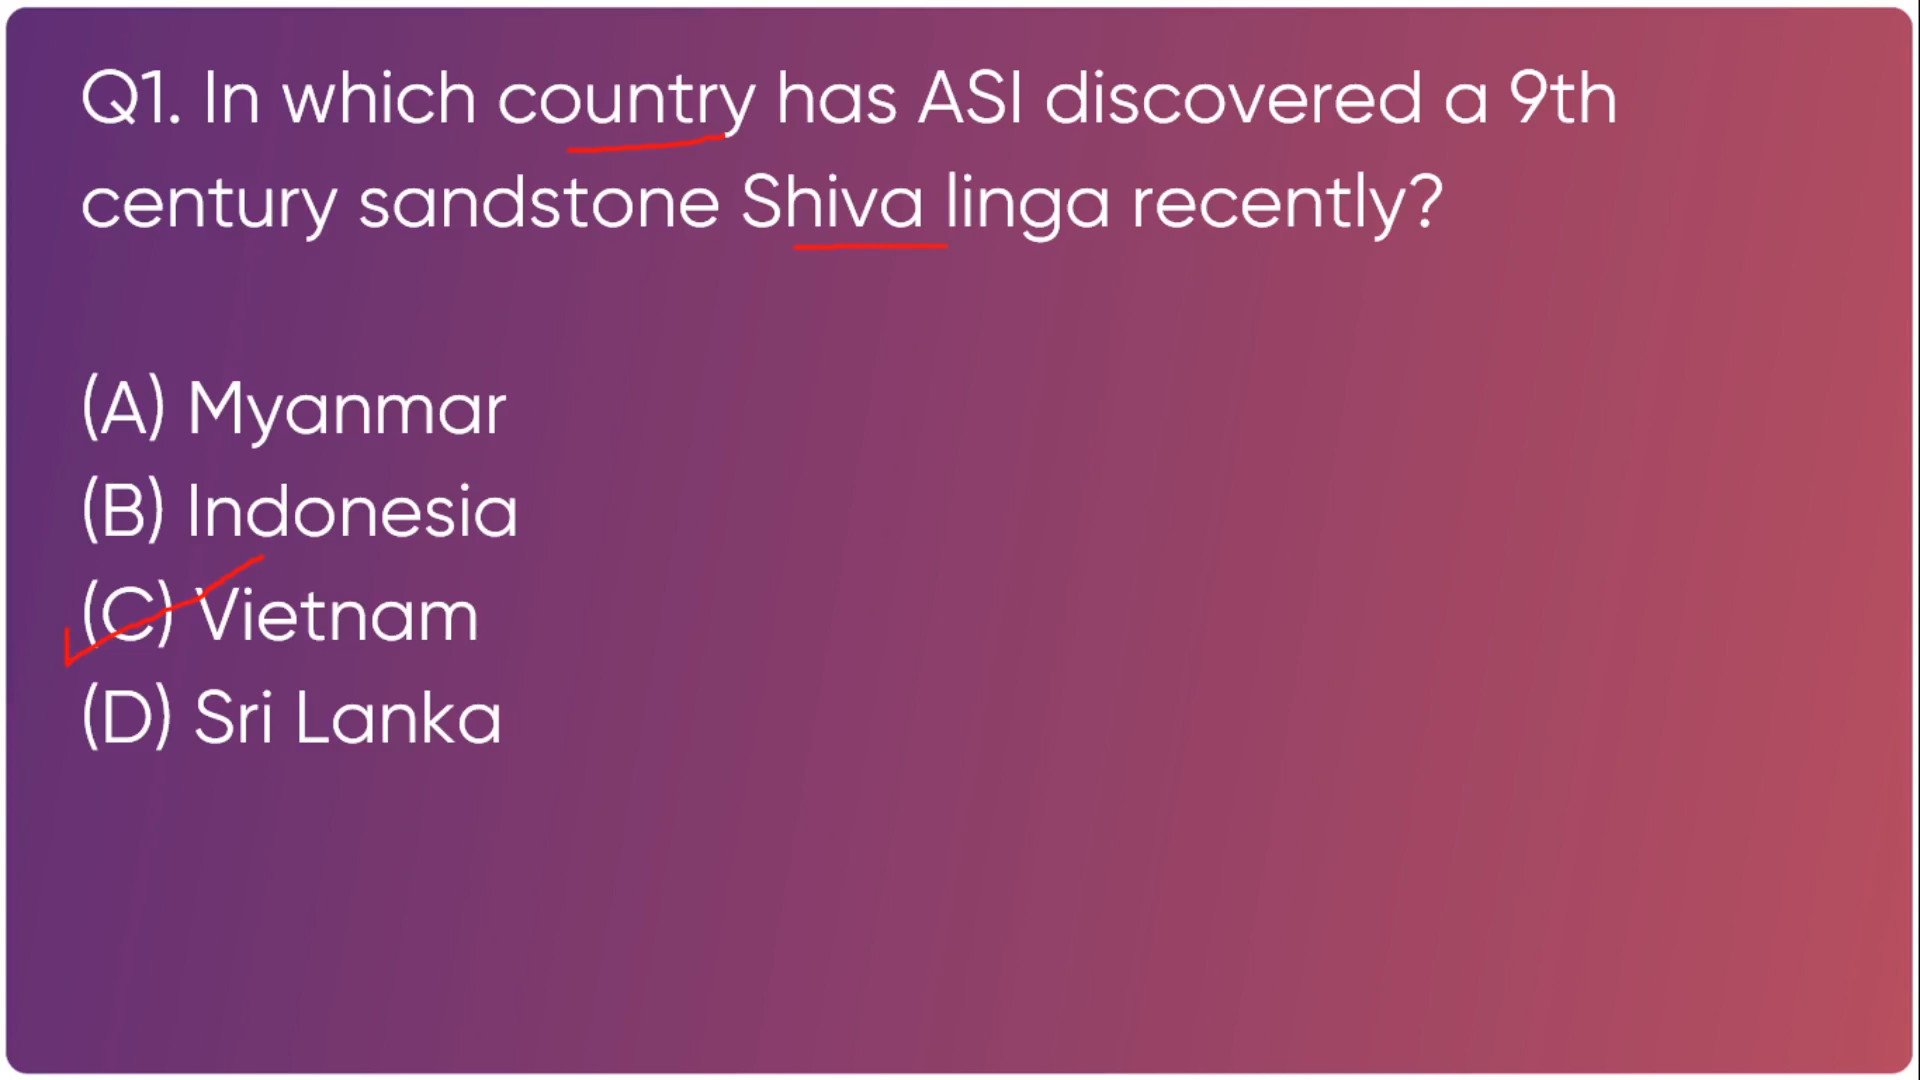 Q1. In which country has ASI discovered a 9th
century sandstone Shiva linga recently?
(A) Myanmar
(B) Indonesia
(C) Vietnam
(D) Sri Lanka